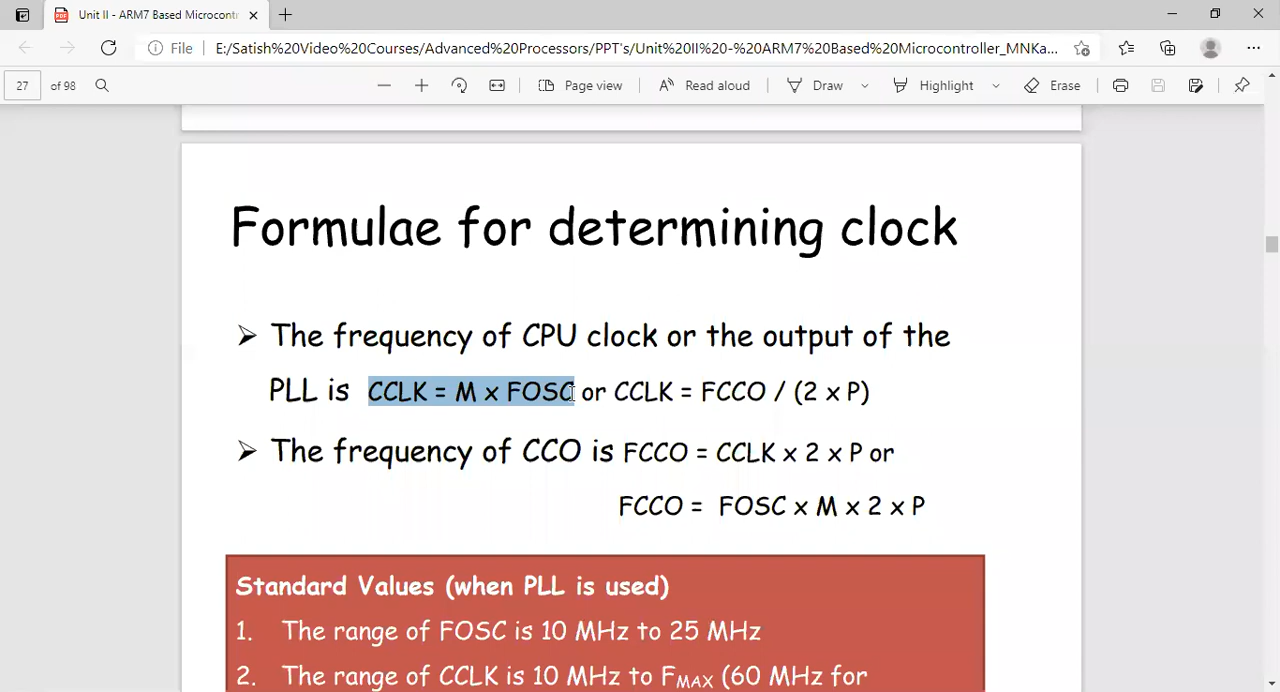 Unit II - ARM7 Based Microcontr
File
E:/Satish%20Video%20Courses/Advanced%20Processors/PPT's/Unit%20II%20-%20ARM7%20Based%20Microcontroller_MNKa...
27 of 98
Page view
Read aloud
Draw
Highlight
Erase
Formulae for determining clock
➢ The frequency of CPU clock or the output of the
PLL is CCLK = M x FOSC or CCLK = FCCO / (2 x P)
➢ The frequency of CCO is FCCO = CCLK x 2 x P or
FCCO = FOSC x M x 2 x P
Standard Values (when PLL is used)
1. The range of FOSC is 10 MHz to 25 MHz
2. The range of CCLK is 10 MHz to FMAX (60 MHz for